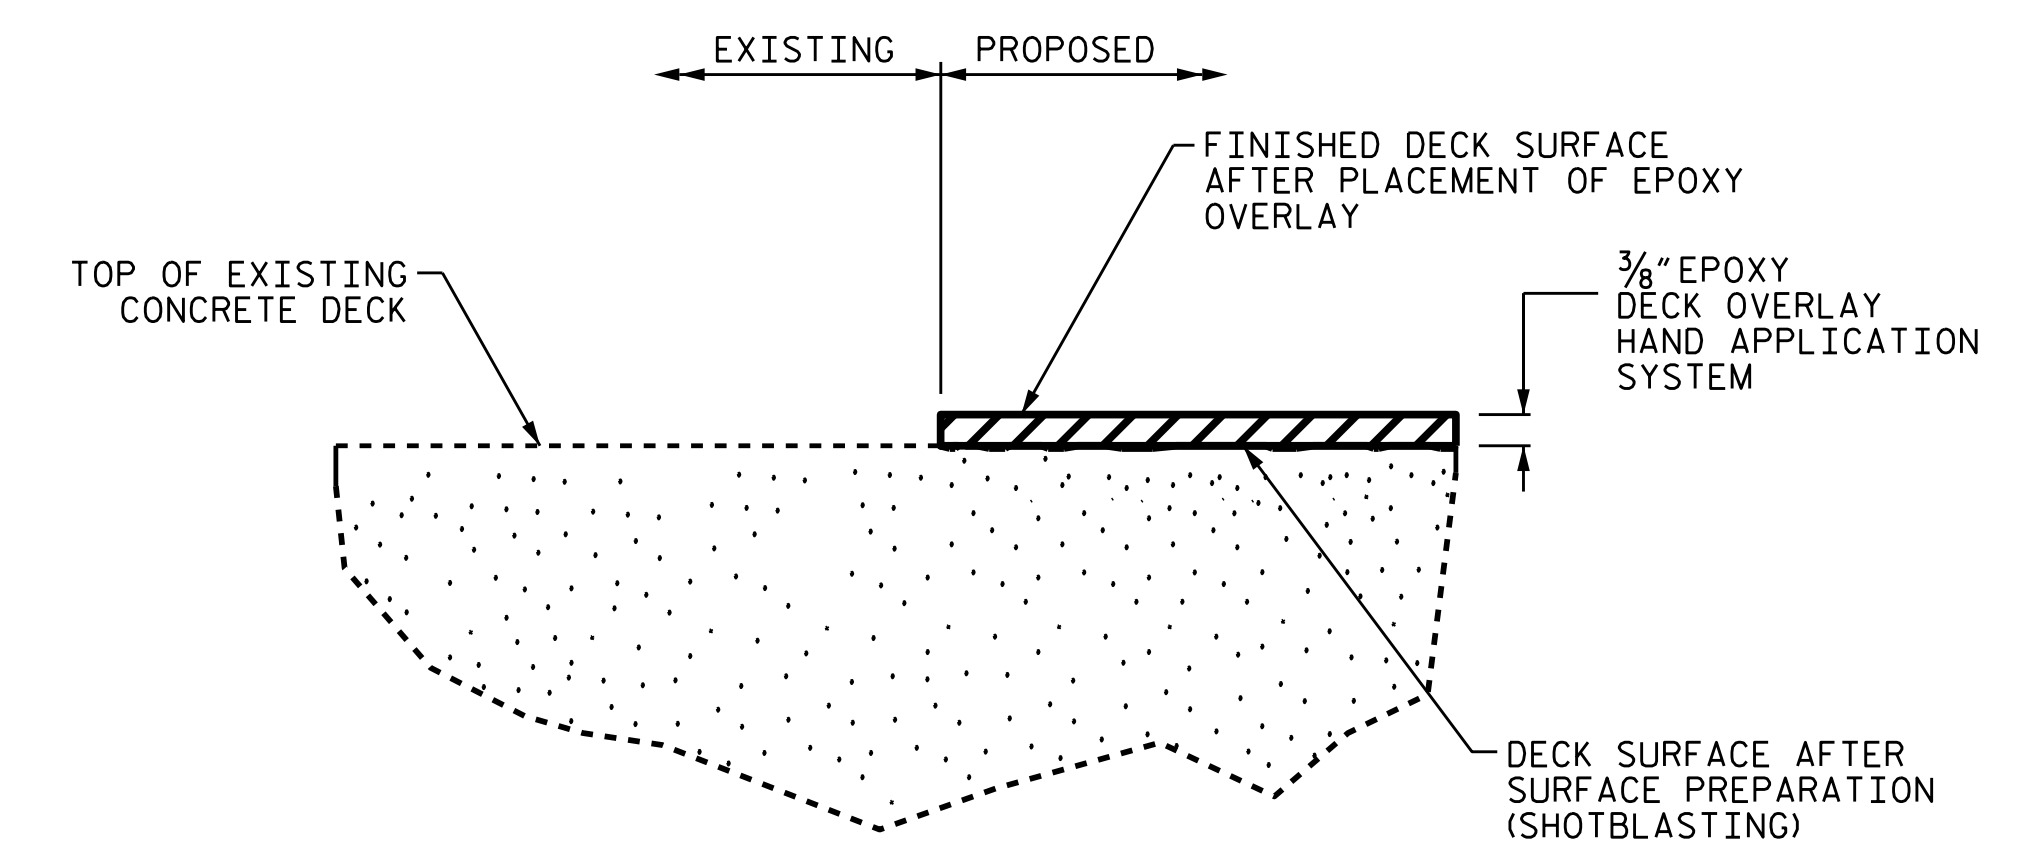 EXISTING
PROPOSED
FINISHED DECK SURFACE
AFTER PLACEMENT OF EPOXY
OVERLAY
TOP OF EXISTING
CONCRETE DECK
⅜" EPOXY
DECK OVERLAY
HAND APPLICATION
SYSTEM
DECK SURFACE AFTER
SURFACE PREPARATION
(SHOTBLASTING)